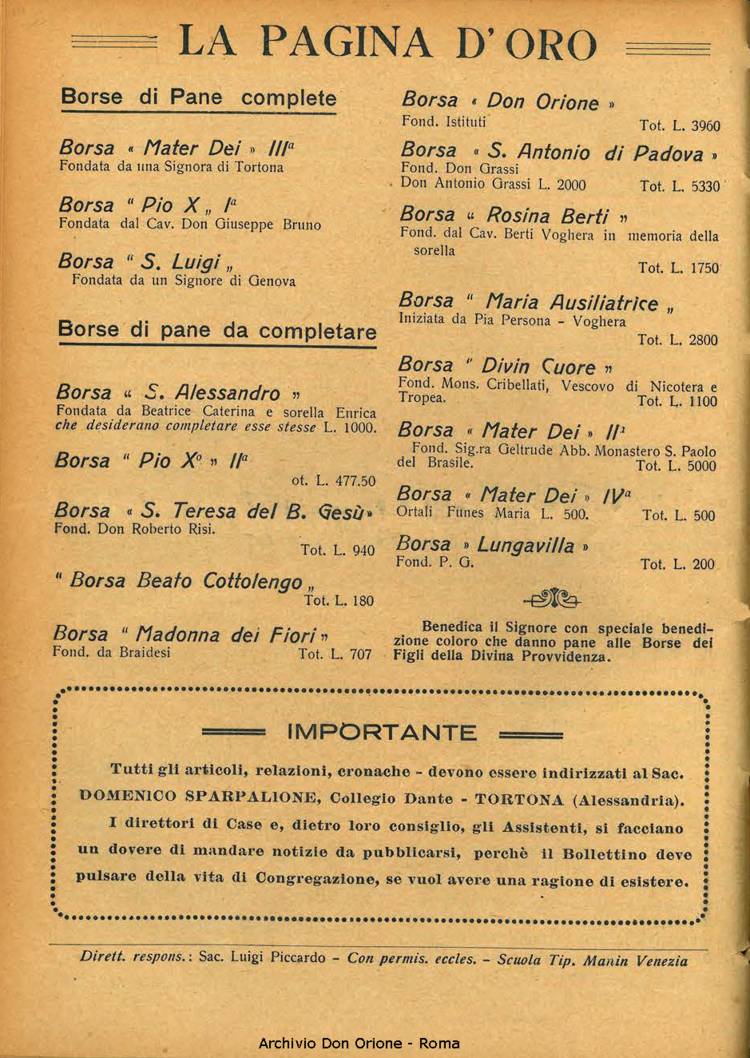 LA PAGINA D'ORO
Borse di Pane complete
Borsa « Mater Dei » IIIª
Fondata da una Signora di Tortona
Borsa " Pio X „ Iª
Fondata dal Cav. Don Giuseppe Bruno
Borsa " S. Luigi „
Fondata da un Signore di Genova
Borse di pane da completare
Borsa “ S. Alessandro ”
Fondata da Beatrice Caterina e sorella Enrica
che desiderano completare esse stesse L. 1000.
Borsa " Pio Xº ” IIª
ot. L. 477.50
Borsa « S. Teresa del B. Gesù»
Fond. Don Roberto Risi.
Tot. L. 940
" Borsa Beato Cottolengo „
Tot. L. 180
Borsa " Madonna dei Fiori ”
Fond. da Braidesi Tot. L. 707
Borsa « Don Orione »
Fond. Istituti Tot. L. 3960
Borsa « S. Antonio di Padova »
Fond. Don Grassi
Don Antonio Grassi L. 2000 Tot. L. 5330
Borsa “ Rosina Berti ”
Fond. dal Cav. Berti Voghera in memoria della
sorella
Tot. L. 1750
Borsa " Maria Ausiliatrice „
Iniziata da Pia Persona - Voghera
Tot. L. 2800
Borsa " Divin Cuore ”
Fond. Mons. Cribellati, Vescovo di Nicotera e
Tropea. Tot. L. 1100
Borsa « Mater Dei » IIª
Fond. Sig.ra Geltrude Abb. Monastero S. Paolo
del Brasile. Tot. L. 5000
Borsa « Mater Dei » IVª
Ortali Funes Maria L. 500. Tot. L. 500
Borsa » Lungavilla »
Fond. P. G. Tot. L. 200
Benedica il Signore con speciale benedi-
zione coloro che danno pane alle Borse dei
Figli della Divina Provvidenza.
IMPORTANTE
Tutti gli articoli, relazioni, cronache - devono essere indirizzati al Sac.
DOMENICO SPARPALIONE, Collegio Dante - TORTONA (Alessandria).
I direttori di Case e, dietro loro consiglio, gli Assistenti, si facciano
un dovere di mandare notizie da pubblicarsi, perchè il Bollettino deve
pulsare della vita di Congregazione, se vuol avere una ragione di esistere.
Dirett. respons.: Sac. Luigi Piccardo - Con permis. eccles. - Scuola Tip. Manin Venezia
Archivio Don Orione - Roma